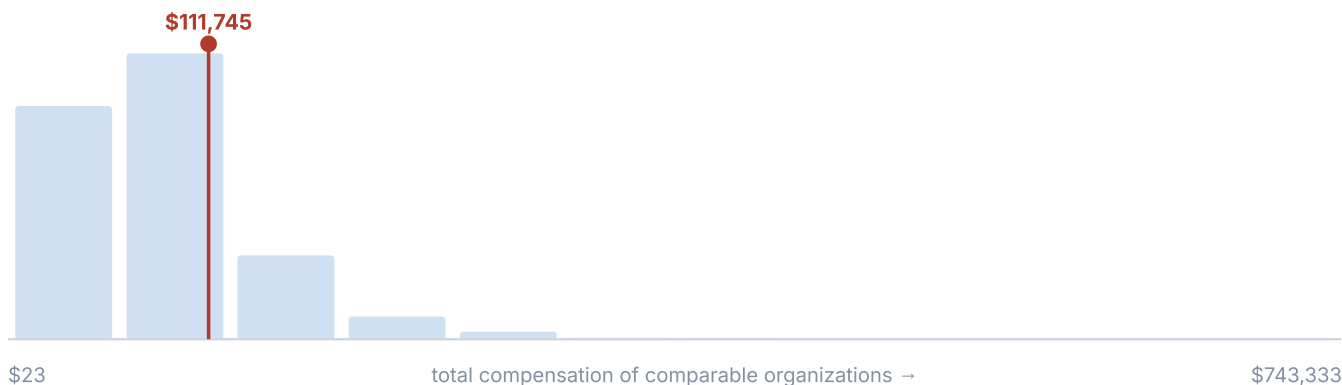 $111,745
$23 total compensation of comparable organizations → $743,333